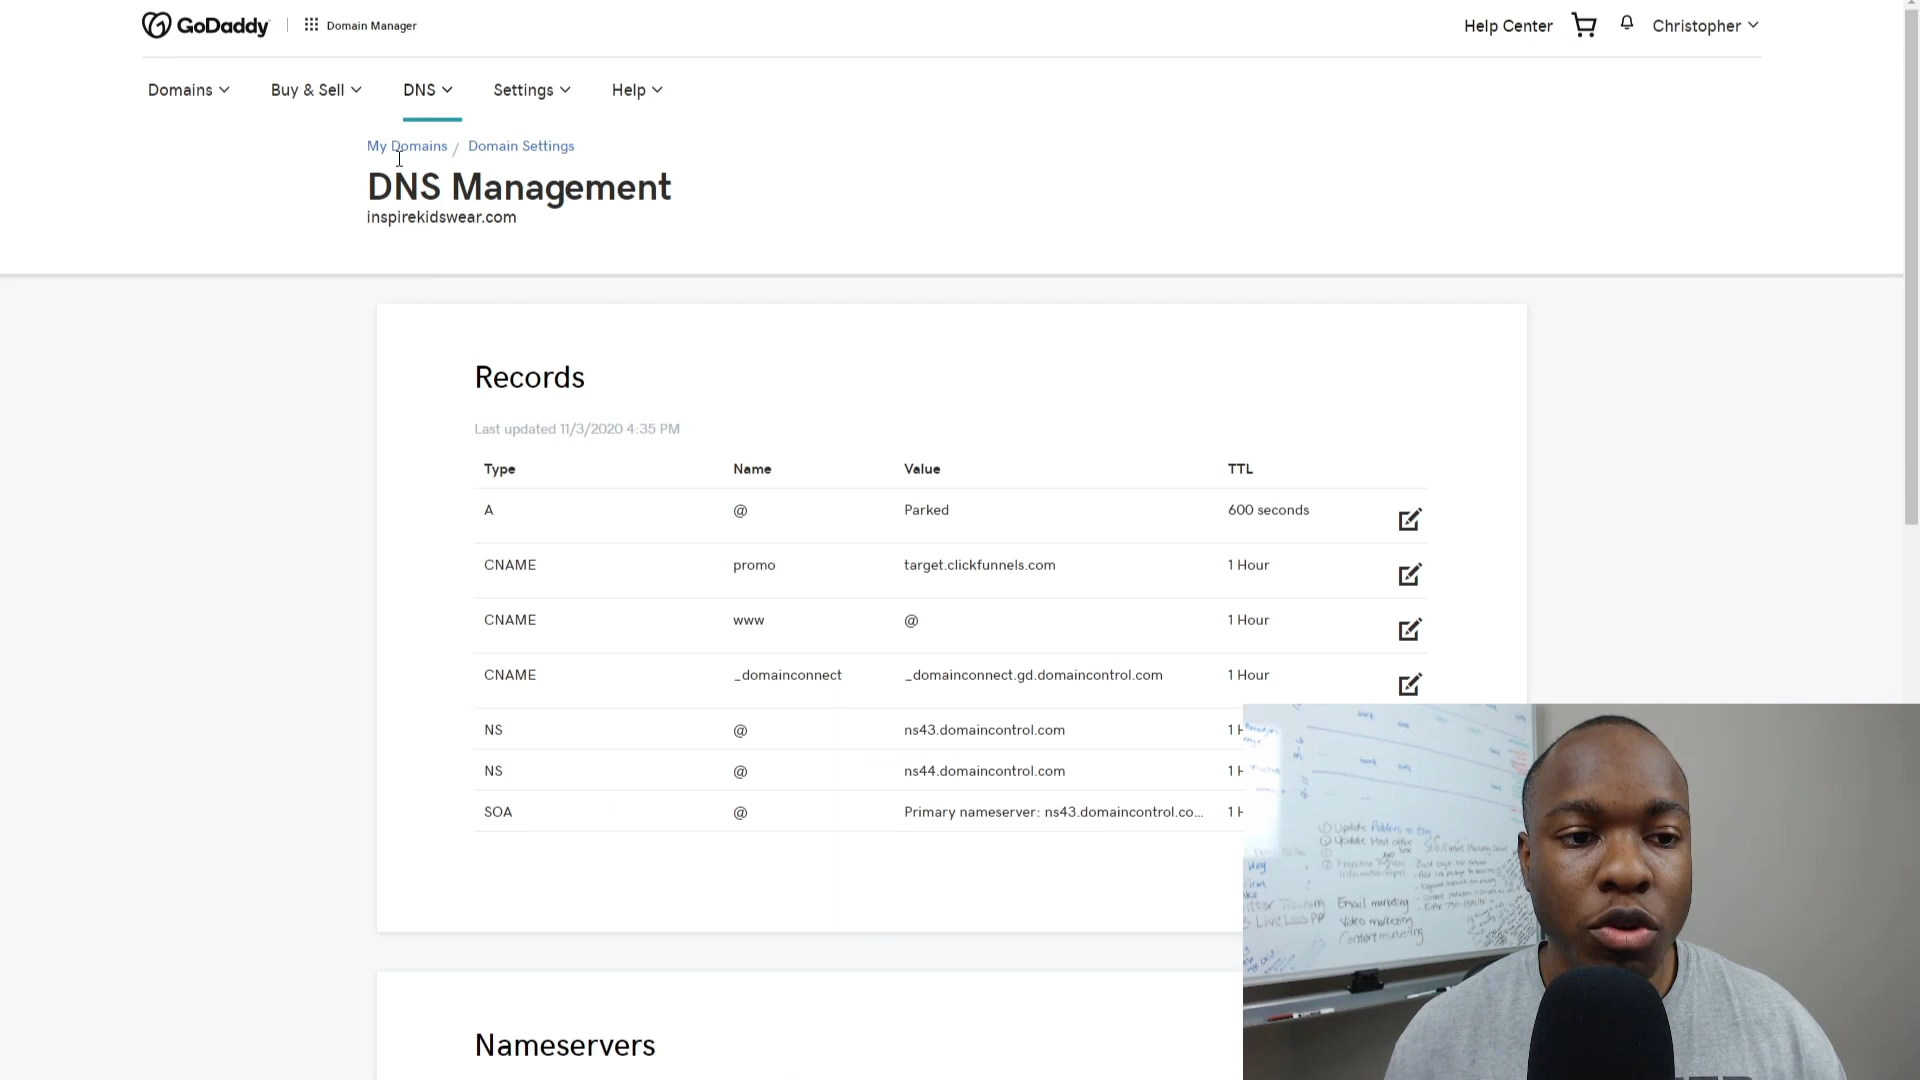 GoDaddy
Domain Manager
Help Center
Christopher
Domains
Buy & Sell
DNS
Settings
Help
My Domains / Domain Settings
DNS Management
inspirekidswear.com
Records
Last updated 11/3/2020 4:35 PM
Type Name Value TTL
A @ Parked 600 seconds
CNAME promo target.clickfunnels.com 1 Hour
CNAME www @ 1 Hour
CNAME _domainconnect _domainconnect.gd.domaincontrol.com 1 Hour
NS @ ns43.domaincontrol.com 1 H
NS @ ns44.domaincontrol.com 1 H
SOA @ Primary nameserver: ns43.domaincontrol.co... 1 H
Nameservers
Email marketing
Video marketing
Content marketing